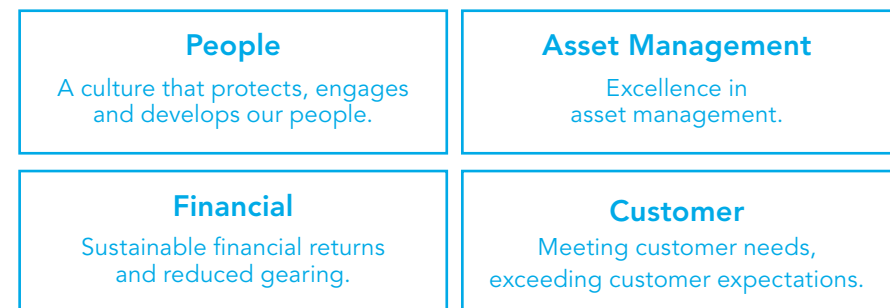 People
A culture that protects, engages
and develops our people.
Asset Management
Excellence in
asset management.
Financial
Sustainable financial returns
and reduced gearing.
Customer
Meeting customer needs,
exceeding customer expectations.